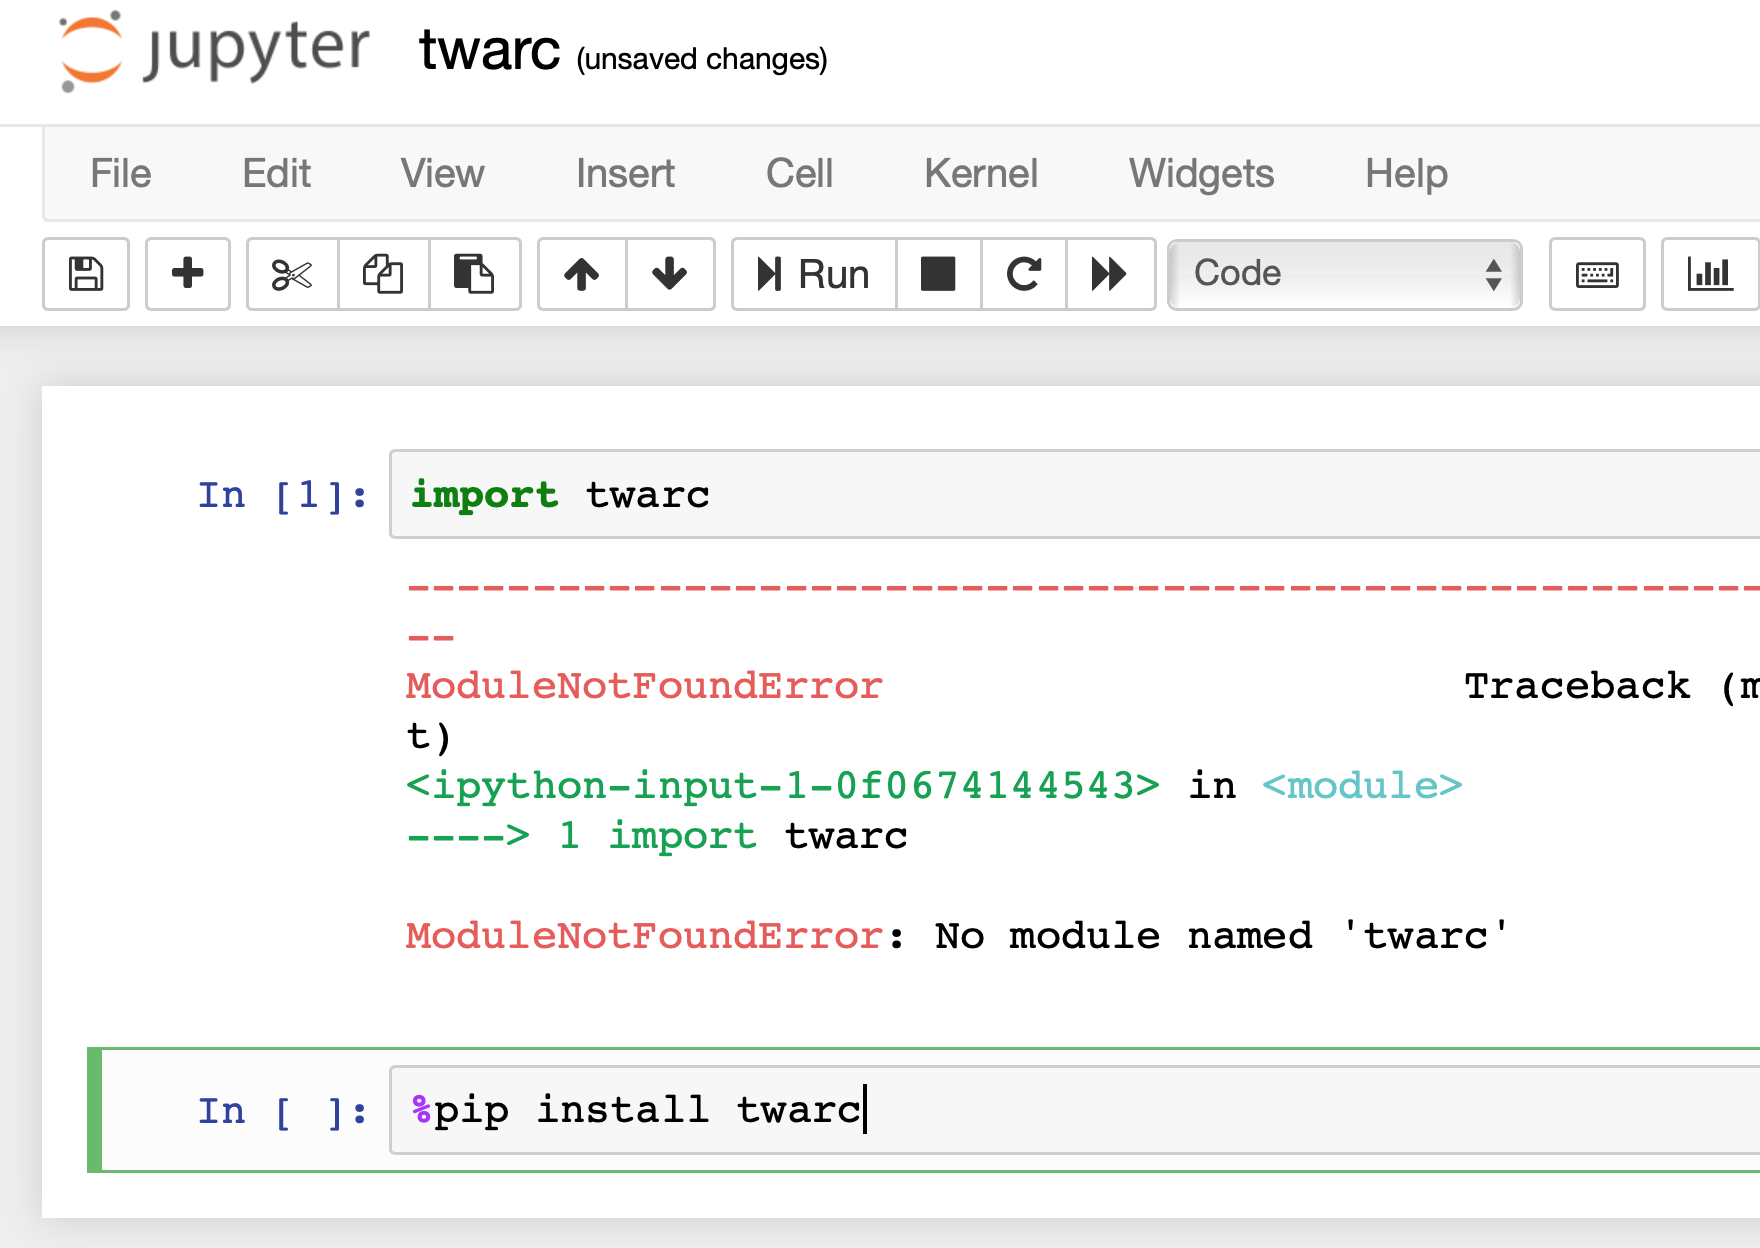 jupyter twarc (unsaved changes)
File Edit View Insert Cell Kernel Widgets Help
Run Code
In [1]: import twarc
--------------------------------------------------------
--
ModuleNotFoundError Traceback (m
t)
<ipython-input-1-0f0674144543> in <module>
----> 1 import twarc
ModuleNotFoundError: No module named 'twarc'
In [ ]: %pip install twarc